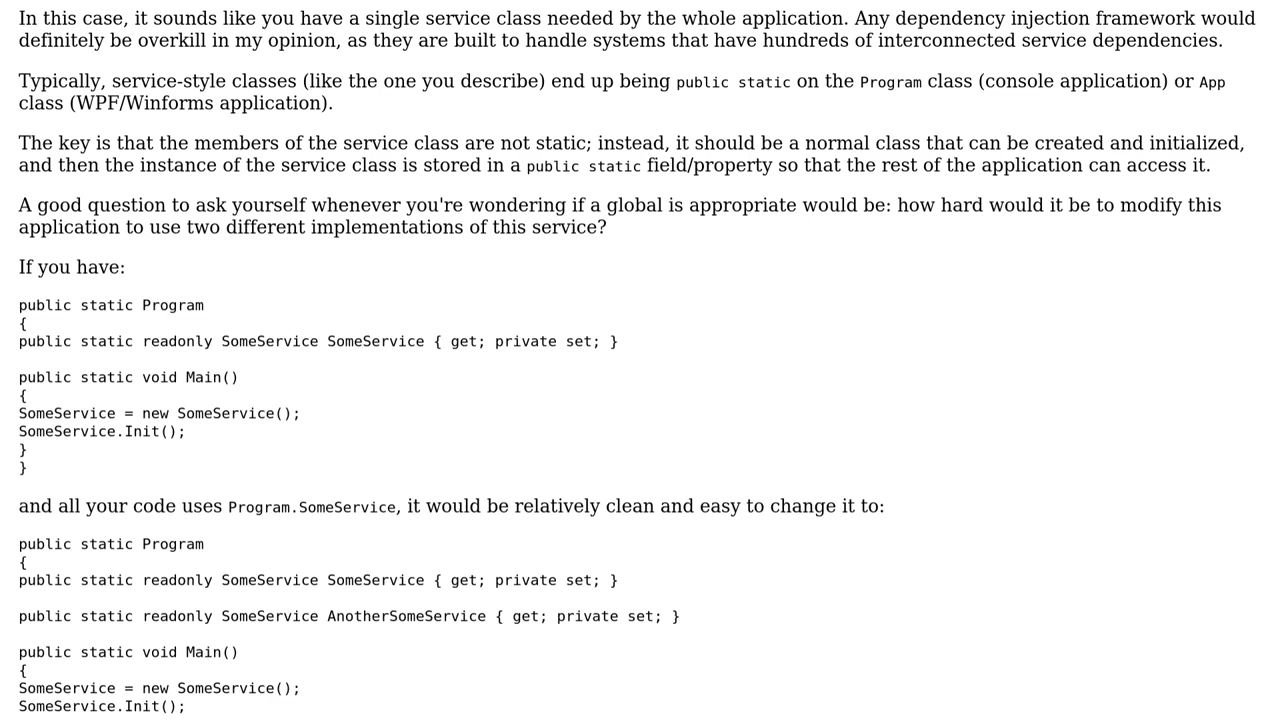 In this case, it sounds like you have a single service class needed by the whole application. Any dependency injection framework would
definitely be overkill in my opinion, as they are built to handle systems that have hundreds of interconnected service dependencies.
Typically, service-style classes (like the one you describe) end up being public static on the Program class (console application) or App
class (WPF/Winforms application).
The key is that the members of the service class are not static; instead, it should be a normal class that can be created and initialized,
and then the instance of the service class is stored in a public static field/property so that the rest of the application can access it.
A good question to ask yourself whenever you're wondering if a global is appropriate would be: how hard would it be to modify this
application to use two different implementations of this service?
If you have:
public static Program
{
public static readonly SomeService SomeService { get; private set; }
public static void Main()
{
SomeService = new SomeService();
SomeService.Init();
}
}
and all your code uses Program.SomeService, it would be relatively clean and easy to change it to:
public static Program
{
public static readonly SomeService SomeService { get; private set; }
public static readonly SomeService AnotherSomeService { get; private set; }
public static void Main()
{
SomeService = new SomeService();
SomeService.Init();